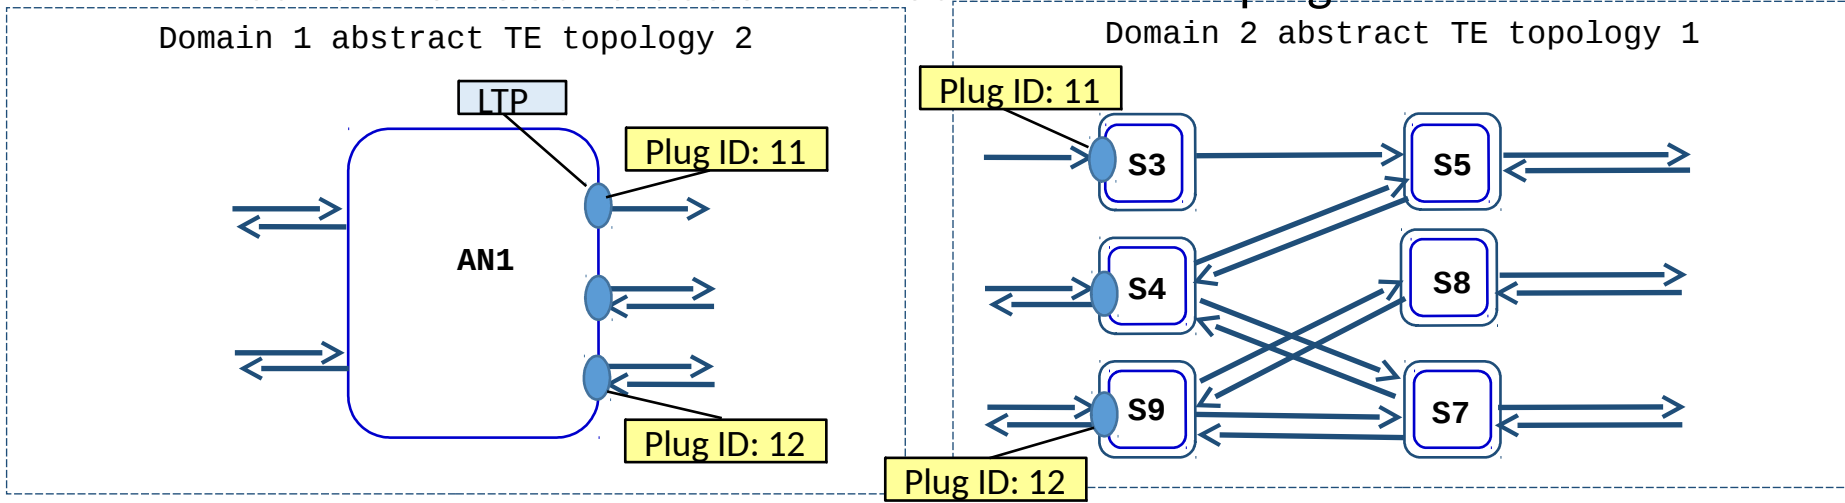 Domain 1 abstract TE topology 2
LTP
Plug ID: 11
AN1
Plug ID: 12
Domain 2 abstract TE topology 1
Plug ID: 11
S3
S5
S4
S8
S9
S7
Plug ID: 12